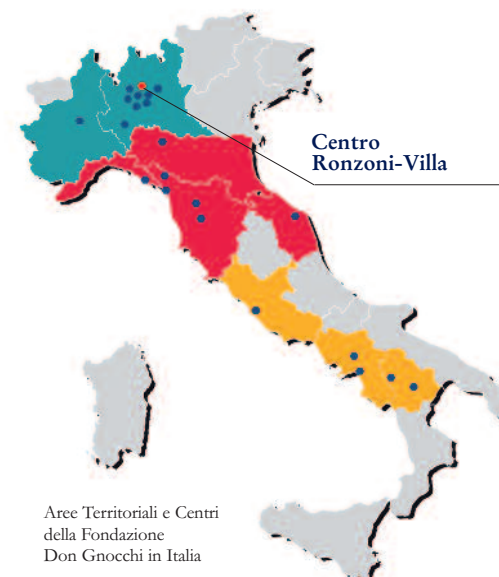 Centro
Ronzoni-Villa
Aree Territoriali e Centri
della Fondazione
Don Gnocchi in Italia